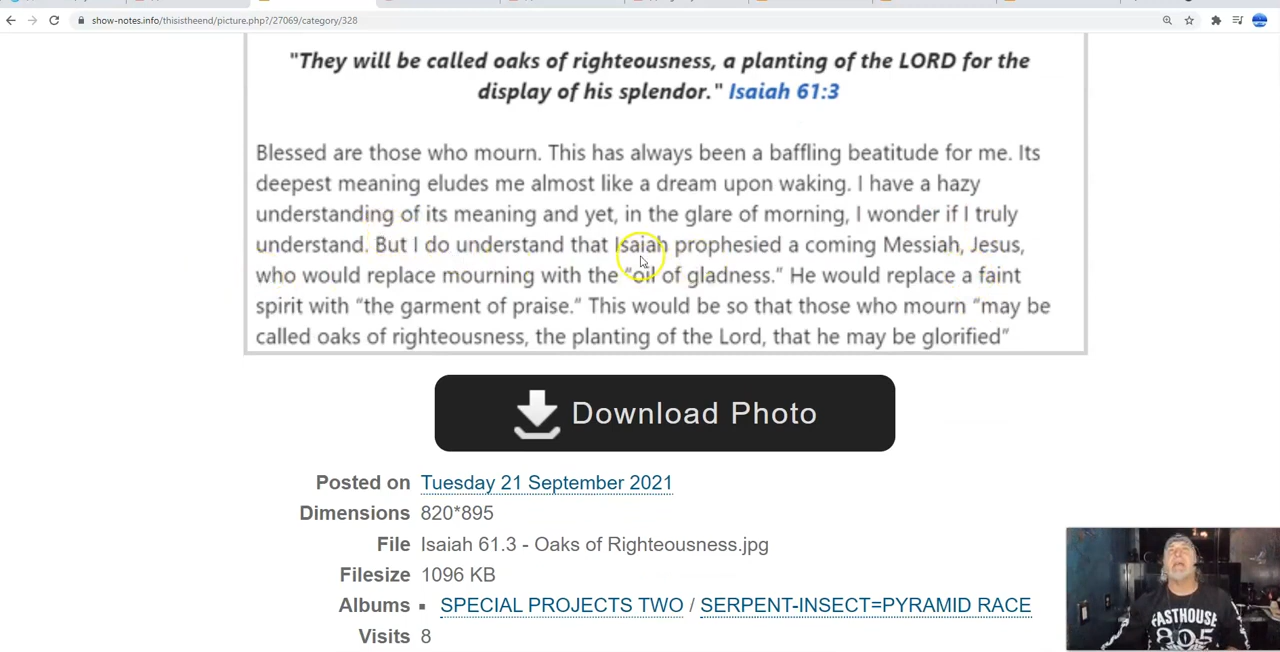 show-notes.info/thisistheend/picture.php?/27069/category/328
"They will be called oaks of righteousness, a planting of the LORD for the
display of his splendor." Isaiah 61:3
Blessed are those who mourn. This has always been a baffling beatitude for me. Its
deepest meaning eludes me almost like a dream upon waking. I have a hazy
understanding of its meaning and yet, in the glare of morning, I wonder if I truly
understand. But I do understand that Isaiah prophesied a coming Messiah, Jesus,
who would replace mourning with the “oil of gladness.” He would replace a faint
spirit with “the garment of praise.” This would be so that those who mourn “may be
called oaks of righteousness, the planting of the Lord, that he may be glorified”
Download Photo
Posted on Tuesday 21 September 2021
Dimensions 820*895
File Isaiah 61.3 - Oaks of Righteousness.jpg
Filesize 1096 KB
Albums ▪ SPECIAL PROJECTS TWO / SERPENT-INSECT=PYRAMID RACE
Visits 8
FASTHOUSE
805